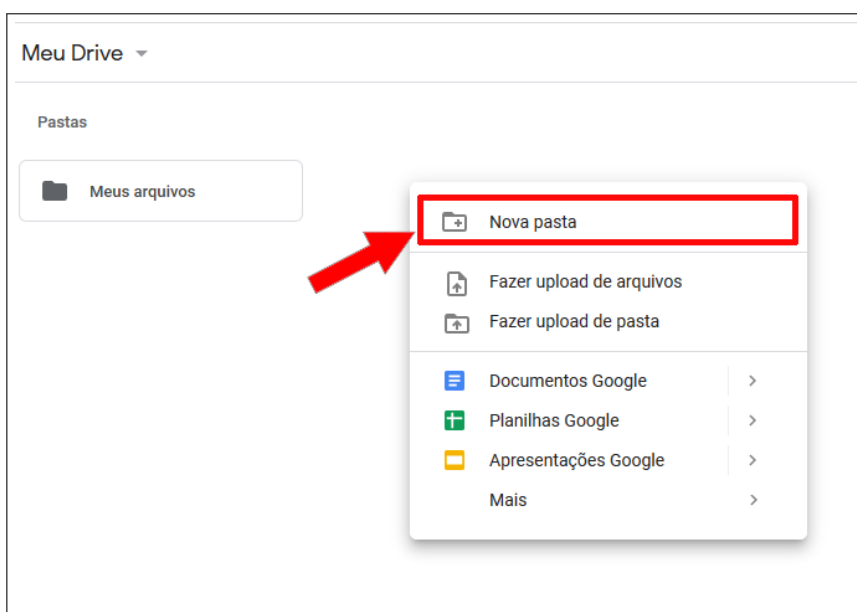 Meu Drive
Pastas
Meus arquivos
Nova pasta
Fazer upload de arquivos
Fazer upload de pasta
Documentos Google
Planilhas Google
Apresentações Google
Mais